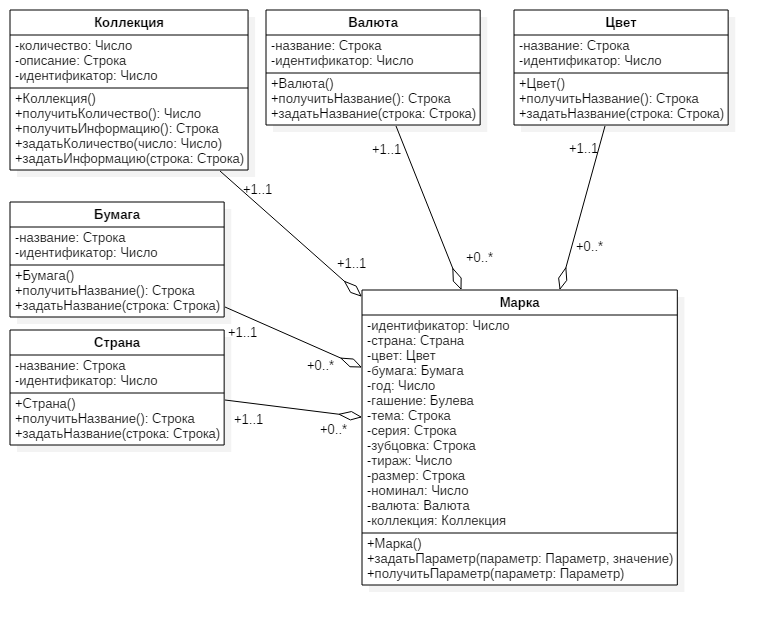 Коллекция
-количество: Число
-описание: Строка
-идентификатор: Число
+Коллекция()
+получитьКоличество(): Число
+получитьИнформацию(): Строка
+задатьКоличество(число: Число)
+задатьИнформацию(строка: Строка)
Валюта
-название: Строка
-идентификатор: Число
+Валюта()
+получитьНазвание(): Строка
+задатьНазвание(строка: Строка)
Цвет
-название: Строка
-идентификатор: Число
+Цвет()
+получитьНазвание(): Строка
+задатьНазвание(строка: Строка)
+1..1
+1..1
+1..1
+1..1
+0..*
+0..*
Бумага
-название: Строка
-идентификатор: Число
+Бумага()
+получитьНазвание(): Строка
+задатьНазвание(строка: Строка)
+1..1
+0..*
Страна
-название: Строка
-идентификатор: Число
+Страна()
+получитьНазвание(): Строка
+задатьНазвание(строка: Строка)
+1..1
+0..*
Марка
-идентификатор: Число
-страна: Страна
-цвет: Цвет
-бумага: Бумага
-год: Число
-гашение: Булева
-тема: Строка
-серия: Строка
-зубцовка: Строка
-тираж: Число
-размер: Строка
-номинал: Число
-валюта: Валюта
-коллекция: Коллекция
+Марка()
+задатьПараметр(параметр: Параметр, значение)
+получитьПараметр(параметр: Параметр)